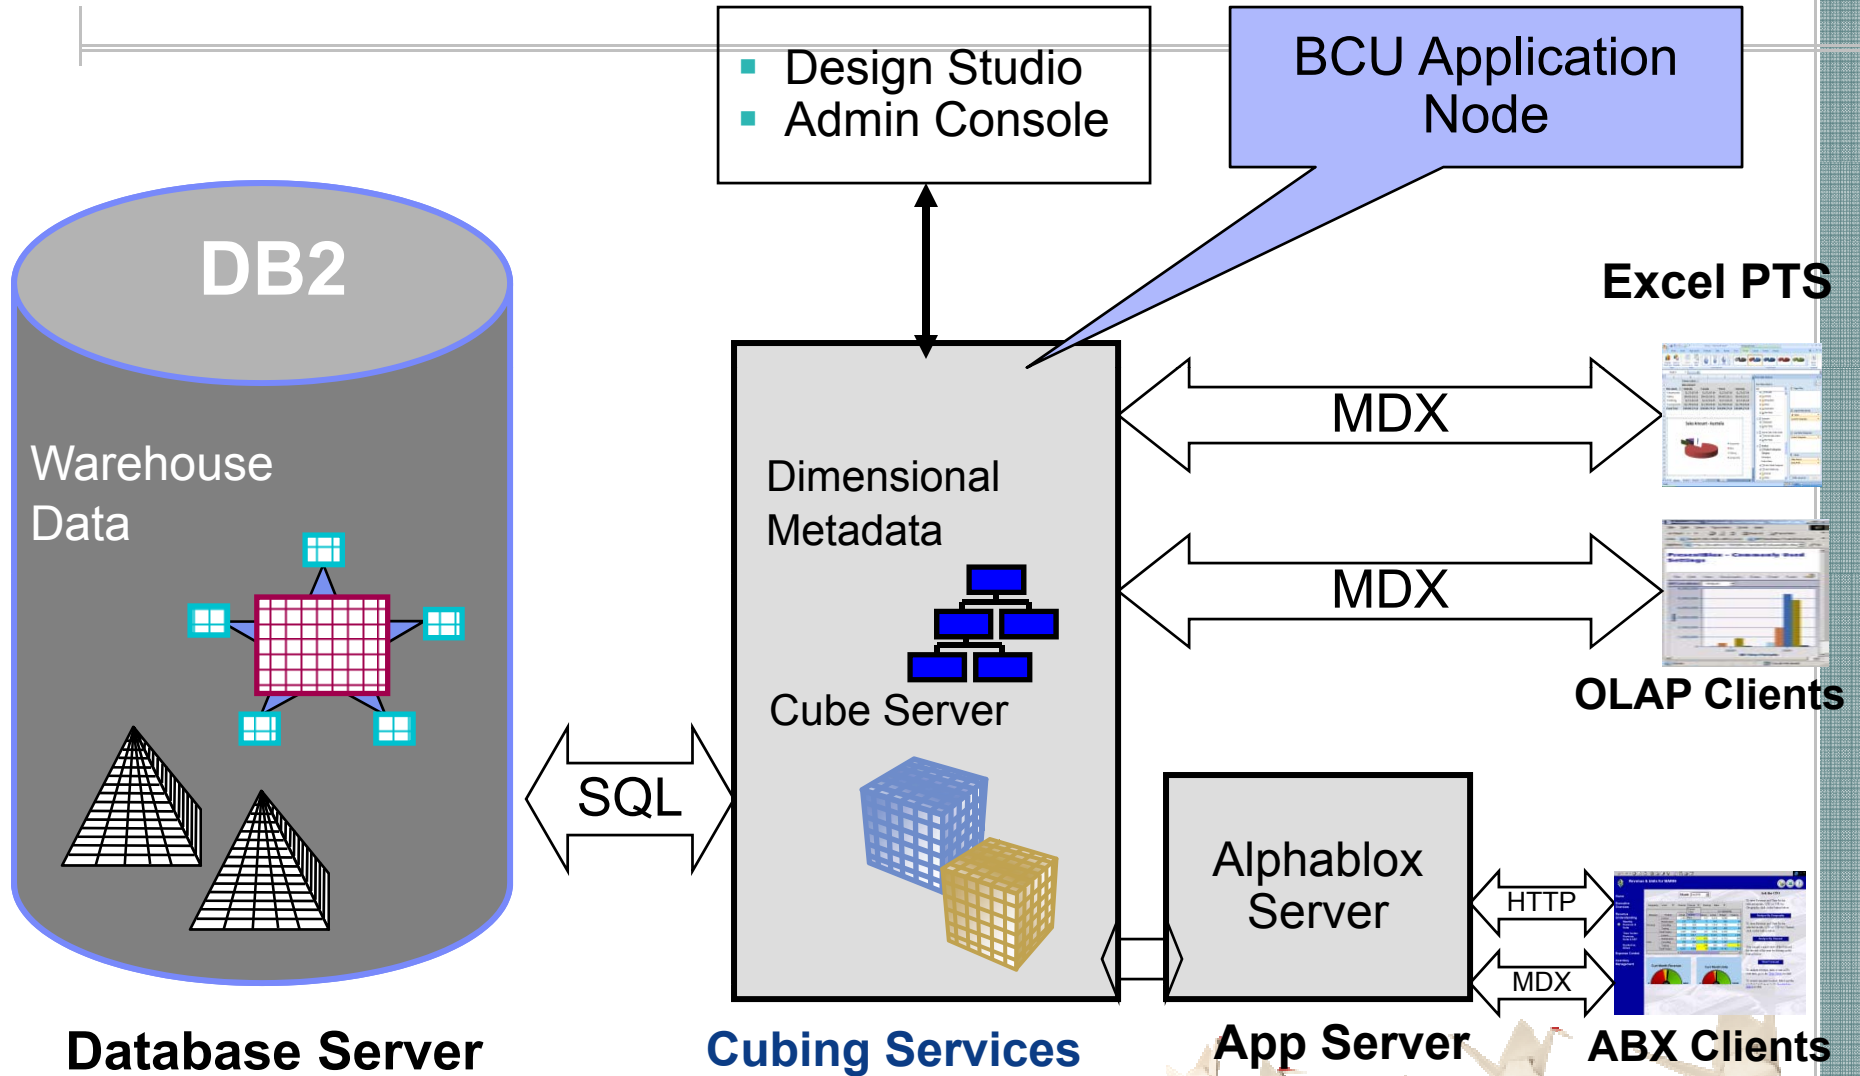 Design Studio
Admin Console
BCU Application
Node
DB2
Excel PTS
Warehouse
Data
MDX
Dimensional
Metadata
MDX
OLAP Clients
Cube Server
SQL
Alphablox
Server
HTTP
MDX
Database Server
Cubing Services
App Server
ABX Clients